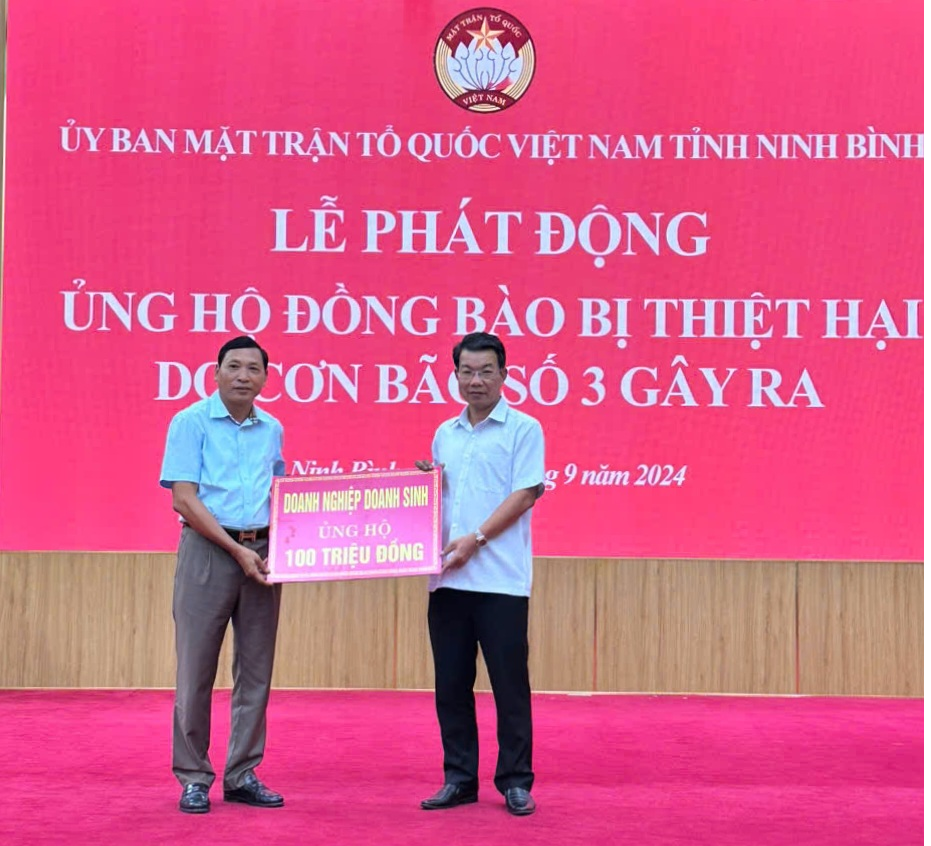 MẶT TRẬN TỔ QUỐC
VIỆT NAM
ỦY BAN MẶT TRẬN TỔ QUỐC VIỆT NAM TỈNH NINH BÌNH
LỄ PHÁT ĐỘNG
ỦNG HỘ ĐỒNG BÀO BỊ THIỆT HẠI
DO CƠN BÃO SỐ 3 GÂY RA
Ninh 9 năm 2024
DOANH NGHIỆP DOANH SINH
ỦNG HỘ
100 TRIỆU ĐỒNG